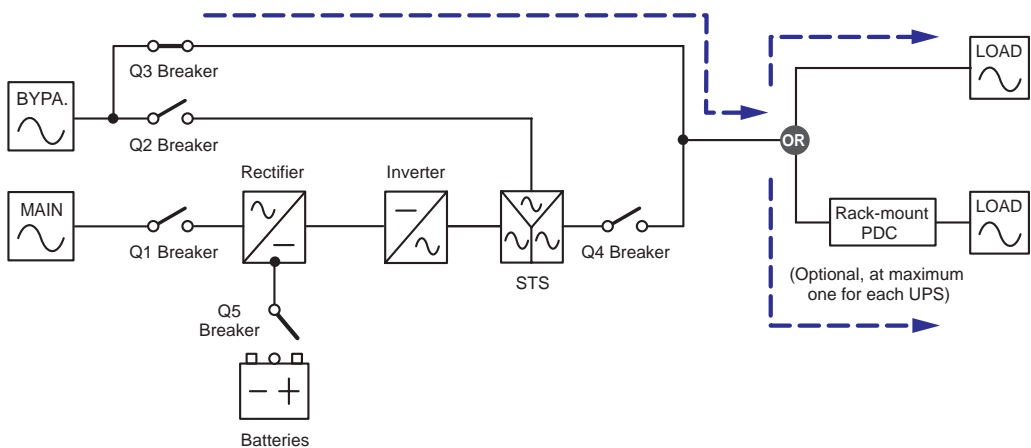 Q3 Breaker
LOAD
BYPA.
Q2 Breaker
OR
Rectifier
Inverter
MAIN
Q1 Breaker
STS
Q4 Breaker
Rack-mount
PDC
LOAD
(Optional, at maximum
one for each UPS)
Q5
Breaker
Batteries